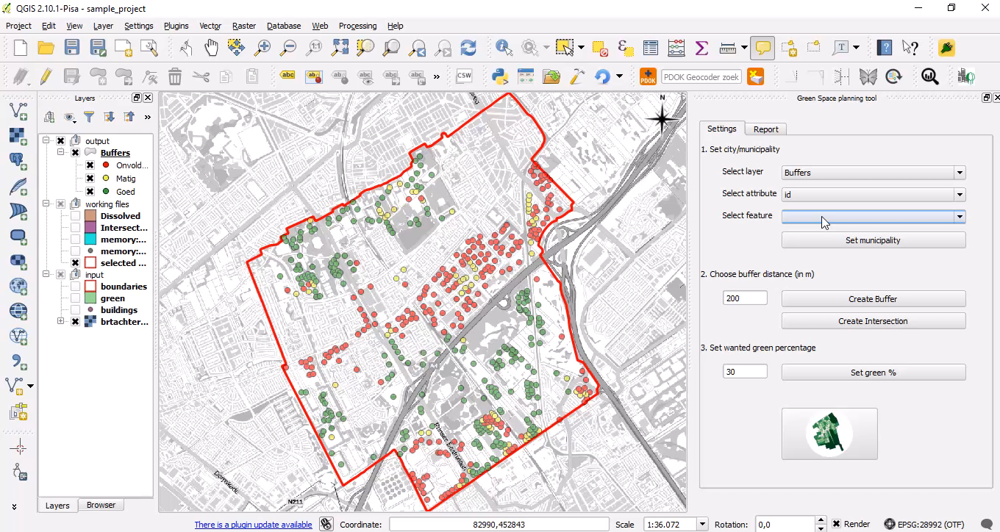 QGIS 2.10.1-Pisa - sample_project
Project Edit View Layer Settings Plugins Vector Raster Database Web Processing Help
abc abc abc abc abc abc CSW PDOK PDOK Geocoder zoek
Layers
output
Buffers
Onvold...
Matig
Goed
working files
Dissolved
Intersect...
memory:...
memory:...
selected ...
input
boundaries
green
buildings
brtachter...
Layers Browser
N
A4
Prinses Beatrixlaan
N211
Green Space planning tool
Settings Report
1. Set city/municipality
Select layer Buffers
Select attribute id
Select feature
Set municipality
2. Choose buffer distance (in m)
200 Create Buffer
Create Intersection
3. Set wanted green percentage
30 Set green %
There is a plugin update available Coordinate: 82990,452843 Scale 1:36.072 Rotation: 0,0 Render EPSG:28992 (OTF)